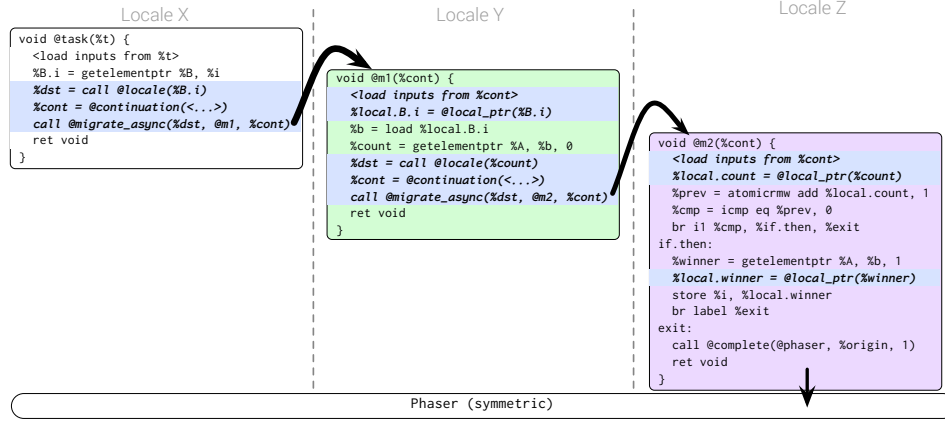 Locale X
void @task(%t) {
<load inputs from %t>
%B.i = getelementptr %B, %i
%dst = call @locale(%B.i)
%cont = @continuation(<...>)
call @migrate_async(%dst, @m1, %cont)
ret void
}
Locale Y
void @m1(%cont) {
<load inputs from %cont>
%local.B.i = @local_ptr(%B.i)
%b = load %local.B.i
%count = getelementptr %A, %b, 0
%dst = call @locale(%count)
%cont = @continuation(<...>)
call @migrate_async(%dst, @m2, %cont)
ret void
}
Locale Z
void @m2(%cont) {
<load inputs from %cont>
%local.count = @local_ptr(%count)
%prev = atomicrmw add %local.count, 1
%cmp = icmp eq %prev, 0
br i1 %cmp, %if.then, %exit
if.then:
%winner = getelementptr %A, %b, 1
%local.winner = @local_ptr(%winner)
store %i, %local.winner
br label %exit
exit:
call @complete(@phaser, %origin, 1)
ret void
}
Phaser (symmetric)